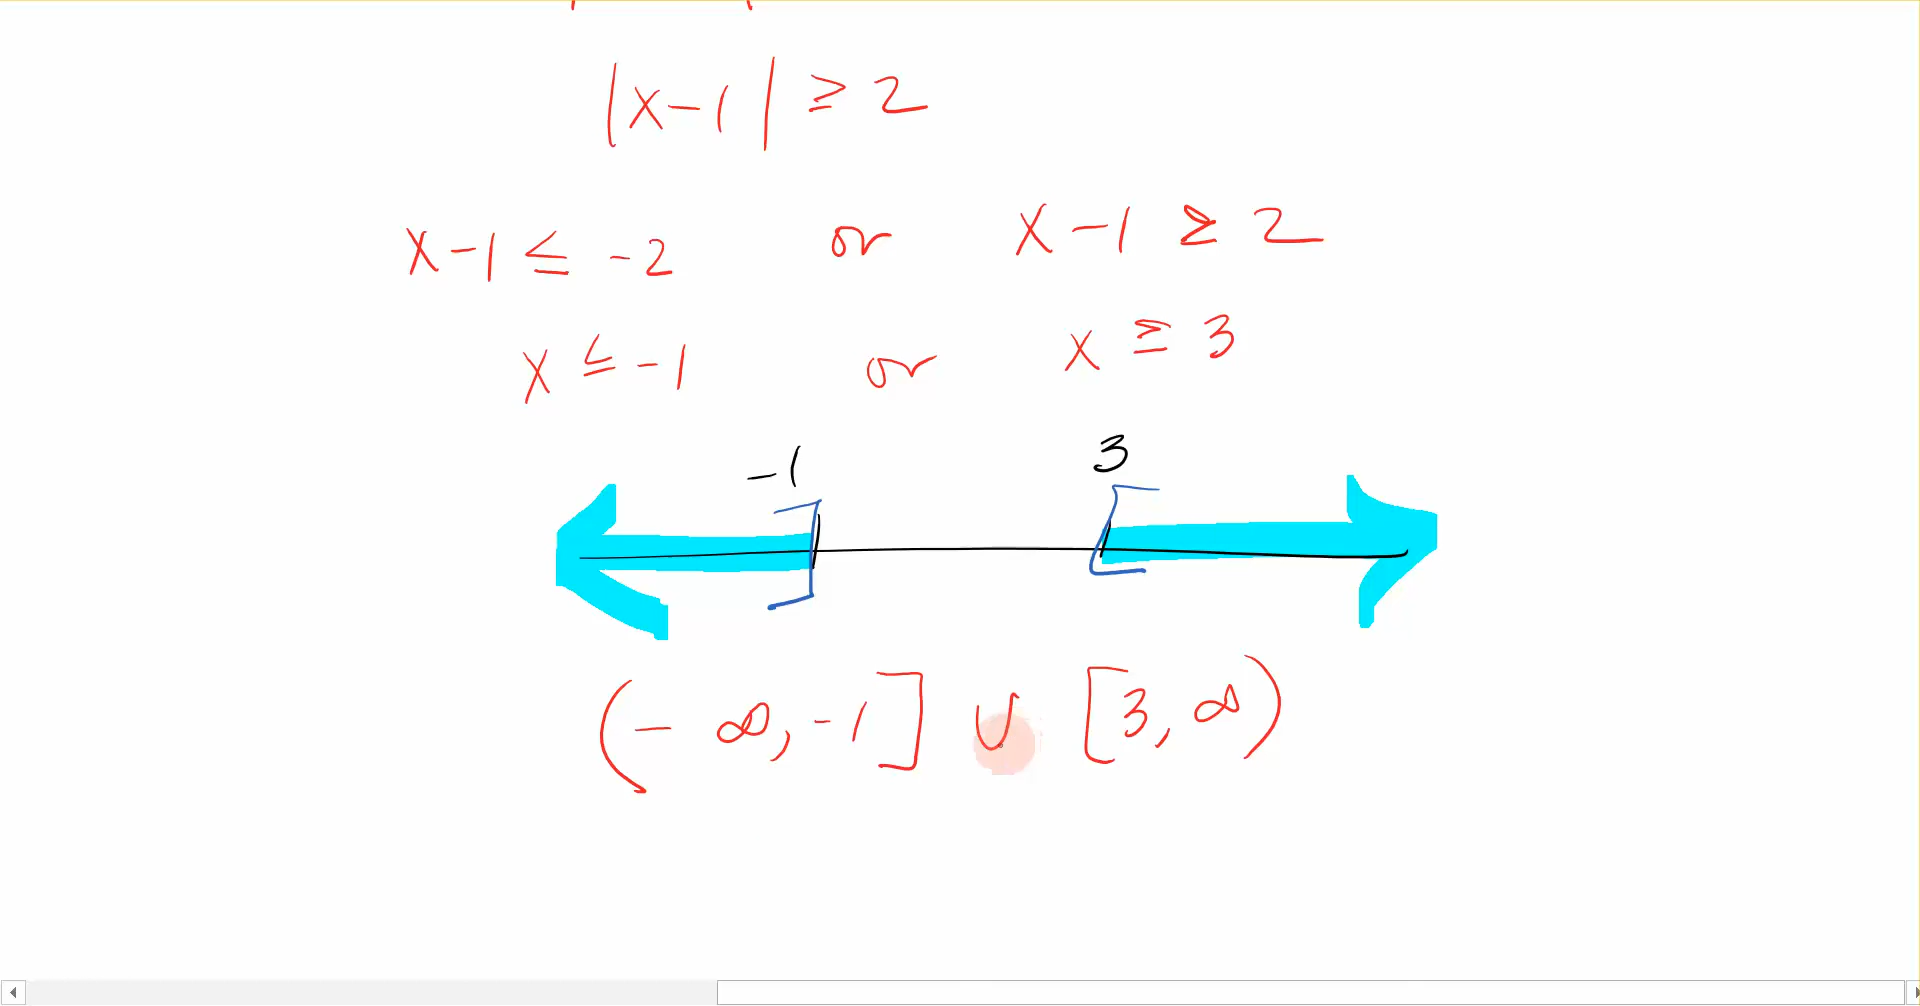 |x-1| ≥ 2
x-1 ≤ -2 or x-1 ≥ 2
x ≤ -1 or x ≥ 3
-1 3
(-∞, -1] ∪ [3, ∞)